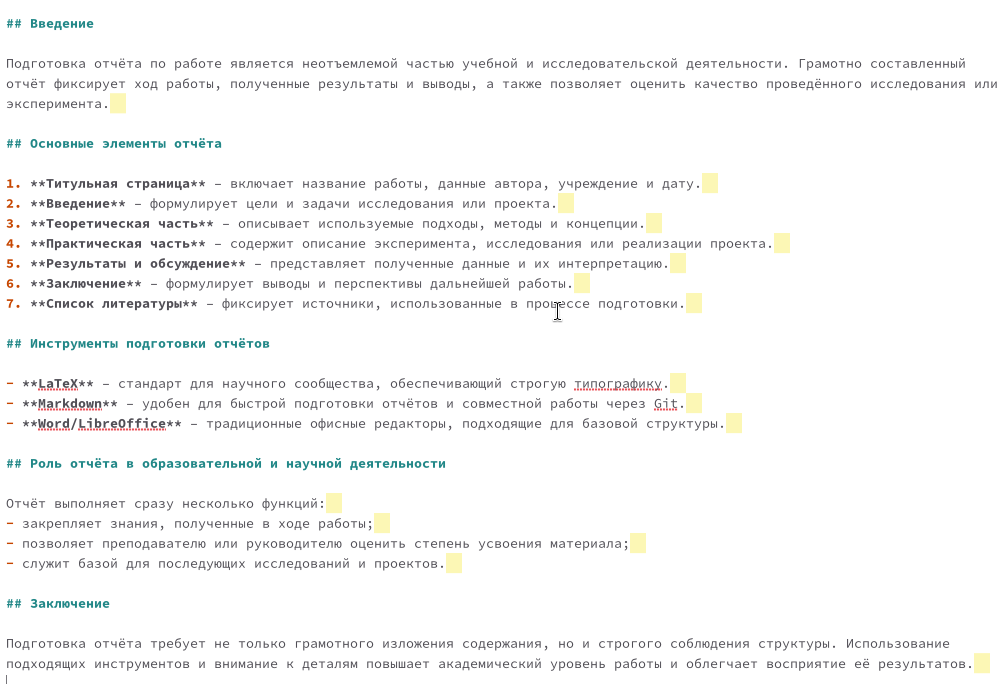 ## Введение
Подготовка отчёта по работе является неотъемлемой частью учебной и исследовательской деятельности. Грамотно составленный
отчёт фиксирует ход работы, полученные результаты и выводы, а также позволяет оценить качество проведённого исследования или
эксперимента.
## Основные элементы отчёта
1. **Титульная страница** – включает название работы, данные автора, учреждение и дату.
2. **Введение** – формулирует цели и задачи исследования или проекта.
3. **Теоретическая часть** – описывает используемые подходы, методы и концепции.
4. **Практическая часть** – содержит описание эксперимента, исследования или реализации проекта.
5. **Результаты и обсуждение** – представляет полученные данные и их интерпретацию.
6. **Заключение** – формулирует выводы и перспективы дальнейшей работы.
7. **Список литературы** – фиксирует источники, использованные в процессе подготовки.
## Инструменты подготовки отчётов
- **LaTeX** – стандарт для научного сообщества, обеспечивающий строгую типографику.
- **Markdown** – удобен для быстрой подготовки отчётов и совместной работы через Git.
- **Word/LibreOffice** – традиционные офисные редакторы, подходящие для базовой структуры.
## Роль отчёта в образовательной и научной деятельности
Отчёт выполняет сразу несколько функций:
- закрепляет знания, полученные в ходе работы;
- позволяет преподавателю или руководителю оценить степень усвоения материала;
- служит базой для последующих исследований и проектов.
## Заключение
Подготовка отчёта требует не только грамотного изложения содержания, но и строгого соблюдения структуры. Использование
подходящих инструментов и внимание к деталям повышает академический уровень работы и облегчает восприятие её результатов.